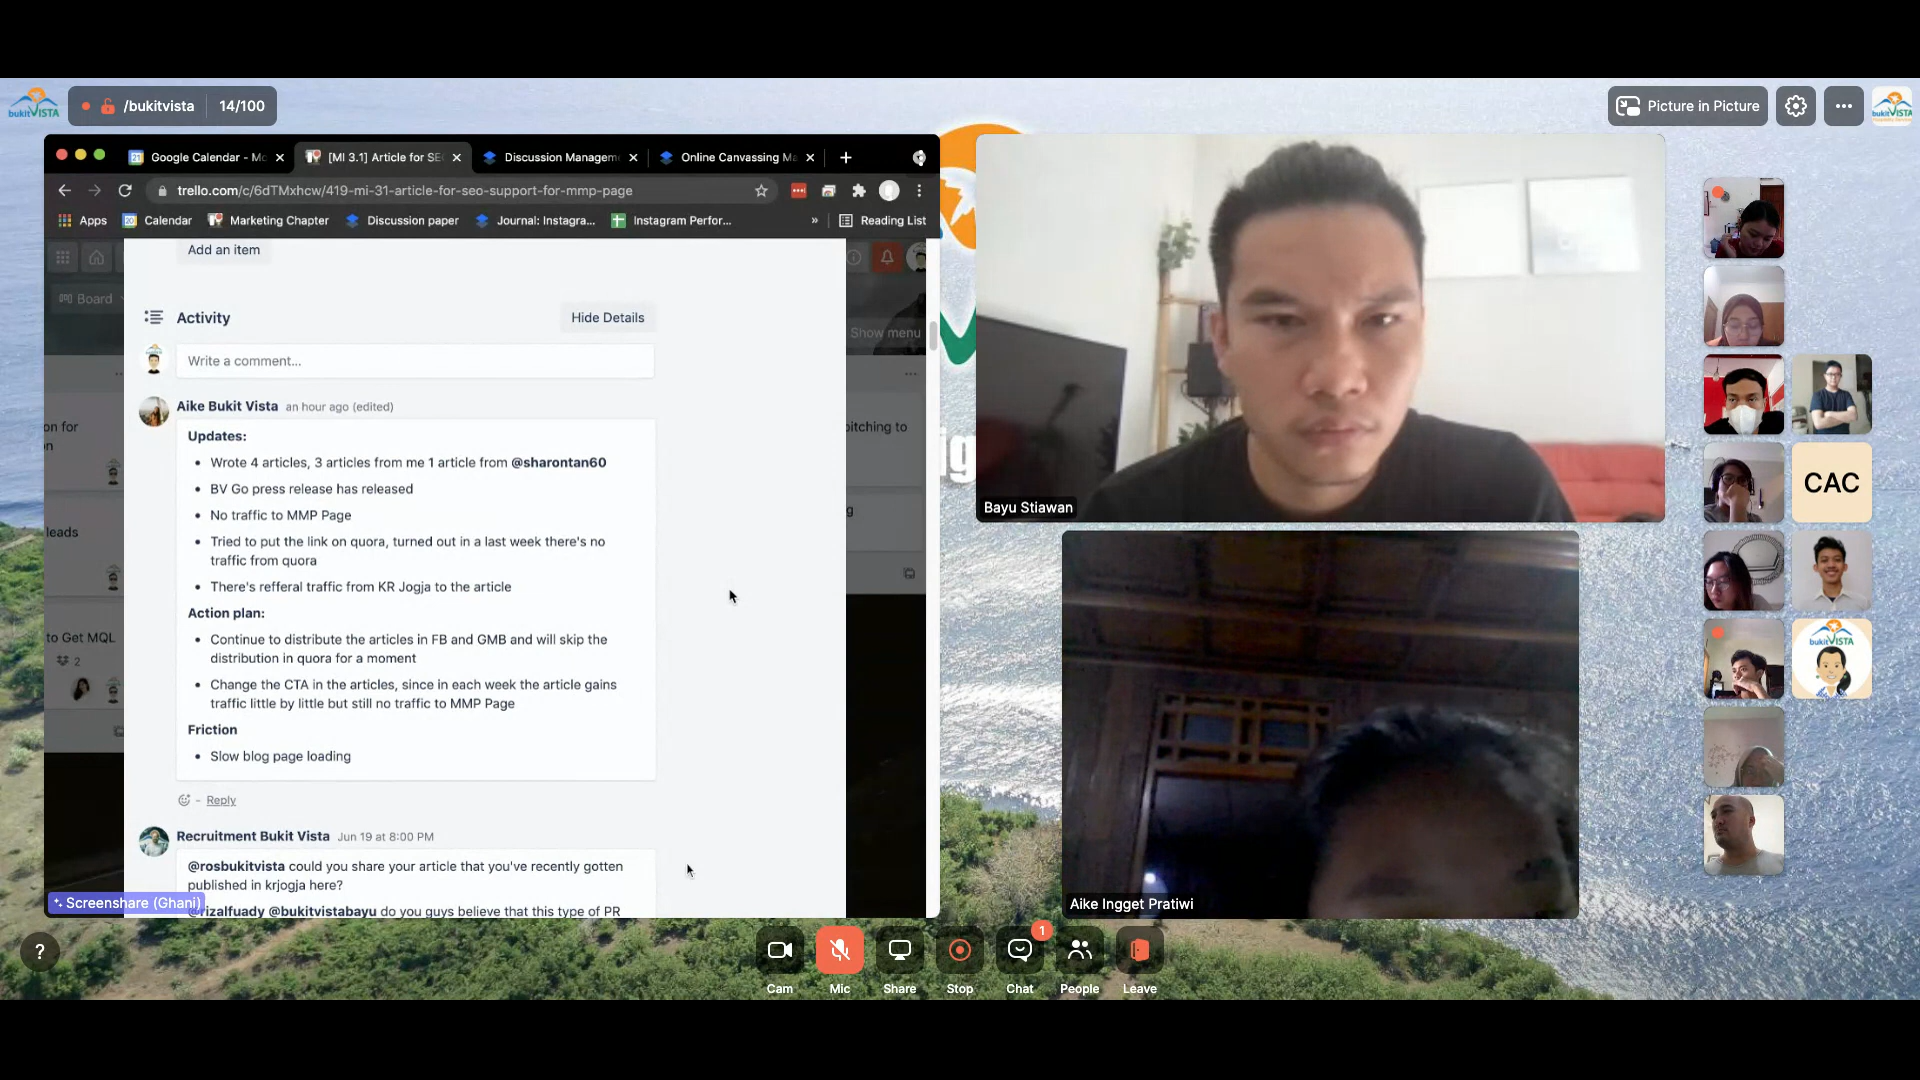 bukitVISTA
/bukitvista 14/100
Picture in Picture
bukitVISTA
Google Calendar - Mo
[MI 3.1] Article for SE
Discussion Managem
Online Canvassing Ma
trello.com/c/6dTMxhcw/419-mi-31-article-for-seo-support-for-mmp-page
Apps
Calendar
Marketing Chapter
Discussion paper
Journal: Instagra...
Instagram Perfor...
»
Reading List
Board
Show menu
on for
n
leads
to Get MQL
2
pitching to
g
Add an item
Activity
Hide Details
Write a comment...
Aike Bukit Vista an hour ago (edited)
Updates:
• Wrote 4 articles, 3 articles from me 1 article from @sharontan60
• BV Go press release has released
• No traffic to MMP Page
• Tried to put the link on quora, turned out in a last week there's no
traffic from quora
• There's refferal traffic from KR Jogja to the article
Action plan:
• Continue to distribute the articles in FB and GMB and will skip the
distribution in quora for a moment
• Change the CTA in the articles, since in each week the article gains
traffic little by little but still no traffic to MMP Page
Friction
• Slow blog page loading
- Reply
Recruitment Bukit Vista Jun 19 at 8:00 PM
@rosbukitvista could you share your article that you've recently gotten
published in krjogja here?
@rizalfuady @bukitvistabayu do you guys believe that this type of PR
Screenshare (Ghani)
Bayu Stiawan
Aike Ingget Pratiwi
ig
CAC
bukitVISTA
?
1
Cam
Mic
Share
Stop
Chat
People
Leave